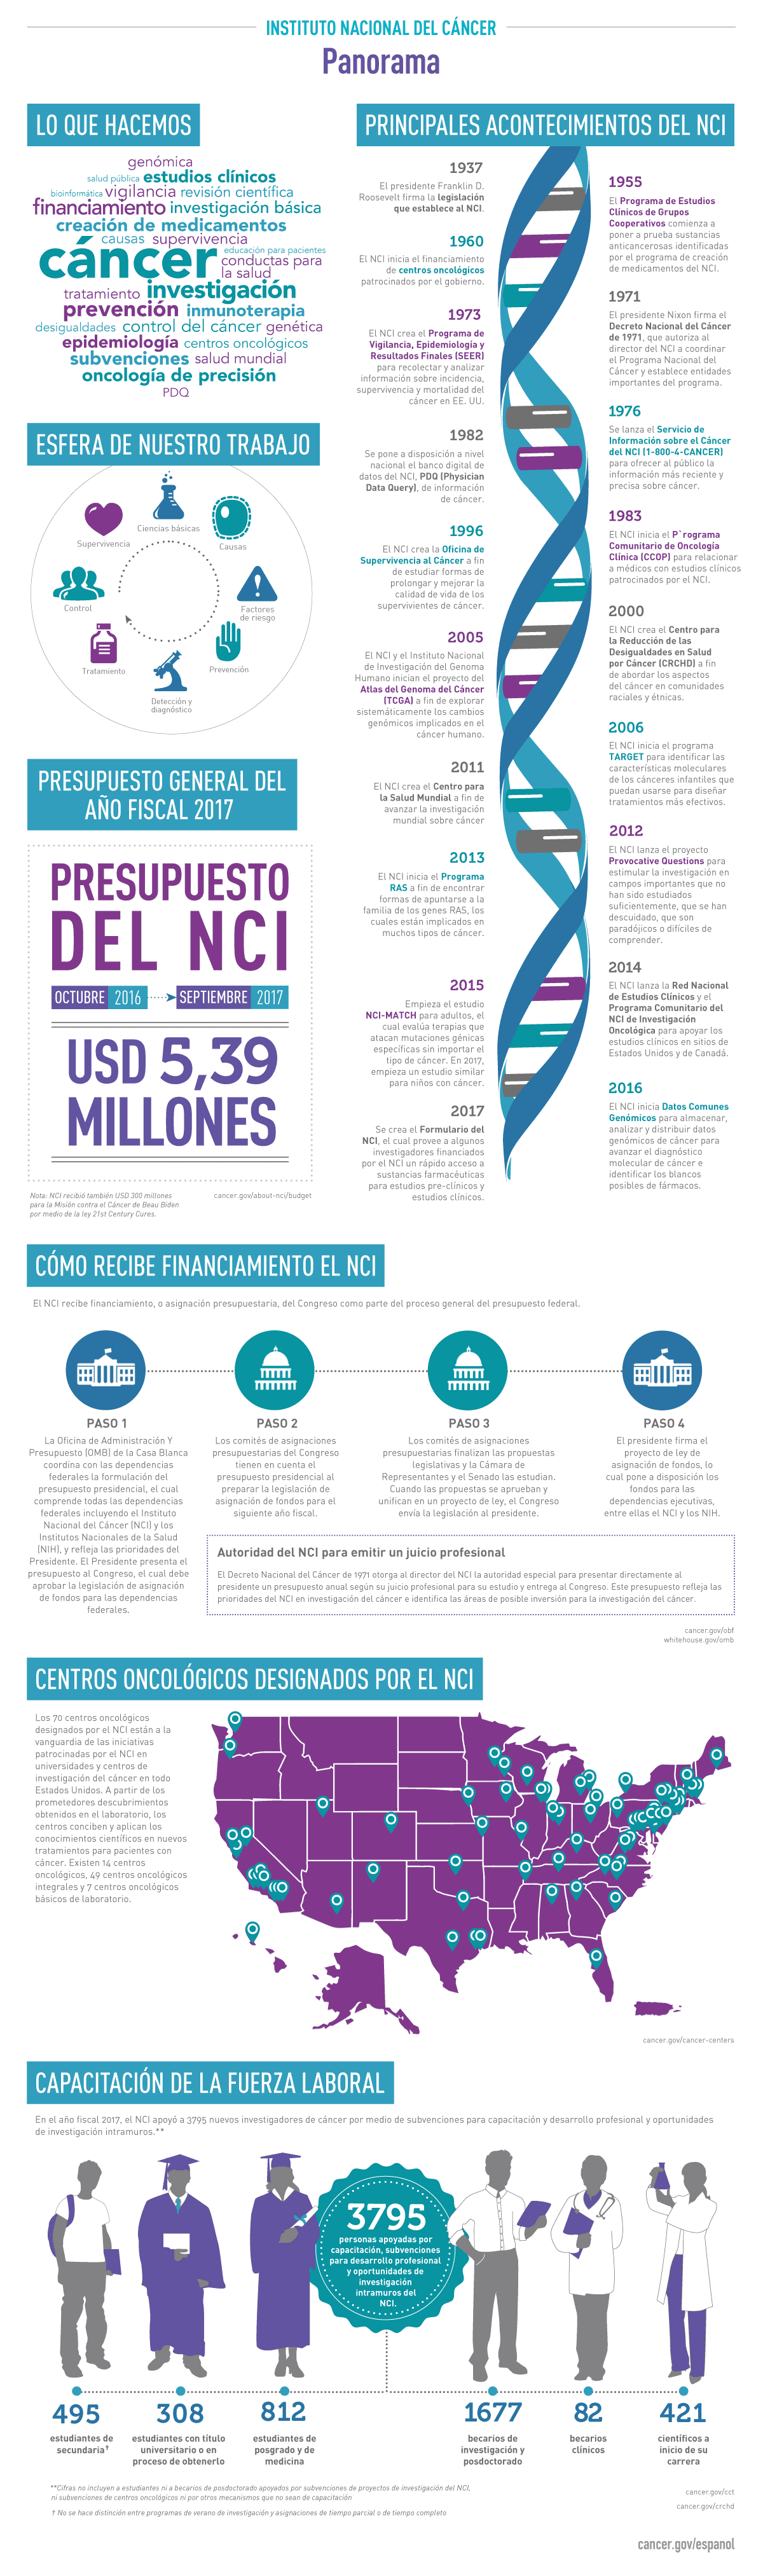 INSTITUTO NACIONAL DEL CÁNCER
Panorama
LO QUE HACEMOS
genómica
salud pública estudios clínicos
bioinformática vigilancia revisión científica
financiamiento investigación básica
creación de medicamentos
causas supervivencia
cáncer
educación para pacientes
conductas para
la salud
tratamiento investigación
prevención inmunoterapia
desigualdades control del cáncer genética
epidemiología centros oncológicos
subvenciones salud mundial
oncología de precisión
PDQ
ESFERA DE NUESTRO TRABAJO
Ciencias básicas
Causas
Factores
de riesgo
Prevención
Detección y
diagnóstico
Tratamiento
Control
Supervivencia
PRESUPUESTO GENERAL DEL
AÑO FISCAL 2017
PRESUPUESTO
DEL NCI
OCTUBRE 2016 SEPTIEMBRE 2017
USD 5,39
MILLONES
Nota: NCI recibió también USD 300 millones
para la Misión contra el Cáncer de Beau Biden
por medio de la ley 21st Century Cures.
cancer.gov/about-nci/budget
PRINCIPALES ACONTECIMIENTOS DEL NCI
1937
El presidente Franklin D.
Roosevelt firma la legislación
que establece al NCI.
1955
El Programa de Estudios
Clínicos de Grupos
Cooperativos comienza a
poner a prueba sustancias
anticancerosas identificadas
por el programa de creación
de medicamentos del NCI.
1960
El NCI inicia el financiamiento
de centros oncológicos
patrocinados por el gobierno.
1971
El presidente Nixon firma el
Decreto Nacional del Cáncer
de 1971, que autoriza al
director del NCI a coordinar
el Programa Nacional del
Cáncer y establece entidades
importantes del programa.
1973
El NCI crea el Programa de
Vigilancia, Epidemiología y
Resultados Finales (SEER)
para recolectar y analizar
información sobre incidencia,
supervivencia y mortalidad del
cáncer en EE. UU.
1976
Se lanza el Servicio de
Información sobre el Cáncer
del NCI (1-800-4-CANCER)
para ofrecer al público la
información más reciente y
precisa sobre cáncer.
1982
Se pone a disposición a nivel
nacional el banco digital de
datos del NCI, PDQ (Physician
Data Query), de información
de cáncer.
1983
El NCI inicia el P`rograma
Comunitario de Oncología
Clínica (CCOP) para relacionar
a médicos con estudios clínicos
patrocinados por el NCI.
1996
El NCI crea la Oficina de
Supervivencia al Cáncer a fin
de estudiar formas de
prolongar y mejorar la
calidad de vida de los
supervivientes de cáncer.
2000
El NCI crea el Centro para
la Reducción de las
Desigualdades en Salud
por Cáncer (CRCHD) a fin
de abordar los aspectos
del cáncer en comunidades
raciales y étnicas.
2005
El NCI y el Instituto Nacional
de Investigación del Genoma
Humano inician el proyecto del
Atlas del Genoma del Cáncer
(TCGA) a fin de explorar
sistemáticamente los cambios
genómicos implicados en el
cáncer humano.
2006
El NCI inicia el programa
TARGET para identificar las
características moleculares
de los cánceres infantiles que
puedan usarse para diseñar
tratamientos más efectivos.
2011
El NCI crea el Centro para
la Salud Mundial a fin de
avanzar la investigación
mundial sobre cáncer
2012
El NCI lanza el proyecto
Provocative Questions para
estimular la investigación en
campos importantes que no
han sido estudiados
suficientemente, que se han
descuidado, que son
paradójicos o difíciles de
comprender.
2013
El NCI inicia el Programa
RAS a fin de encontrar
formas de apuntarse a la
familia de los genes RAS, los
cuales están implicados en
muchos tipos de cáncer.
2014
El NCI lanza la Red Nacional
de Estudios Clínicos y el
Programa Comunitario del
NCI de Investigación
Oncológica para apoyar los
estudios clínicos en sitios de
Estados Unidos y de Canadá.
2015
Empieza el estudio
NCI-MATCH para adultos, el
cual evalúa terapias que
atacan mutaciones génicas
específicas sin importar el
tipo de cáncer. En 2017,
empieza un estudio similar
para niños con cáncer.
2016
El NCI inicia Datos Comunes
Genómicos para almacenar,
analizar y distribuir datos
genómicos de cáncer para
avanzar el diagnóstico
molecular de cáncer e
identificar los blancos
posibles de fármacos.
2017
Se crea el Formulario del
NCI, el cual provee a algunos
investigadores financiados
por el NCI un rápido acceso a
sustancias farmacéuticas
para estudios pre-clínicos y
estudios clínicos.
CÓMO RECIBE FINANCIAMIENTO EL NCI
El NCI recibe financiamiento, o asignación presupuestaria, del Congreso como parte del proceso general del presupuesto federal.
PASO 1
La Oficina de Administración Y
Presupuesto (OMB) de la Casa Blanca
coordina con las dependencias
federales la formulación del
presupuesto presidencial, el cual
comprende todas las dependencias
federales incluyendo el Instituto
Nacional del Cáncer (NCI) y los
Institutos Nacionales de la Salud
(NIH), y refleja las prioridades del
Presidente. El Presidente presenta el
presupuesto al Congreso, el cual debe
aprobar la legislación de asignación
de fondos para las dependencias
federales.
PASO 2
Los comités de asignaciones
presupuestarias del Congreso
tienen en cuenta el
presupuesto presidencial al
preparar la legislación de
asignación de fondos para el
siguiente año fiscal.
PASO 3
Los comités de asignaciones
presupuestarias finalizan las propuestas
legislativas y la Cámara de
Representantes y el Senado las estudian.
Cuando las propuestas se aprueban y
unifican en un proyecto de ley, el Congreso
envía la legislación al presidente.
PASO 4
El presidente firma el
proyecto de ley de
asignación de fondos, lo
cual pone a disposición los
fondos para las
dependencias ejecutivas,
entre ellas el NCI y los NIH.
Autoridad del NCI para emitir un juicio profesional
El Decreto Nacional del Cáncer de 1971 otorga al director del NCI la autoridad especial para presentar directamente al
presidente un presupuesto anual según su juicio profesional para su estudio y entrega al Congreso. Este presupuesto refleja las
prioridades del NCI en investigación del cáncer e identifica las áreas de posible inversión para la investigación del cáncer.
cancer.gov/obf
whitehouse.gov/omb
CENTROS ONCOLÓGICOS DESIGNADOS POR EL NCI
Los 70 centros oncológicos
designados por el NCI están a la
vanguardia de las iniciativas
patrocinadas por el NCI en
universidades y centros de
investigación del cáncer en todo
Estados Unidos. A partir de los
prometedores descubrimientos
obtenidos en el laboratorio, los
centros conciben y aplican los
conocimientos científicos en nuevos
tratamientos para pacientes con
cáncer. Existen 14 centros
oncológicos, 49 centros oncológicos
integrales y 7 centros oncológicos
básicos de laboratorio.
cancer.gov/cancer-centers
CAPACITACIÓN DE LA FUERZA LABORAL
En el año fiscal 2017, el NCI apoyó a 3795 nuevos investigadores de cáncer por medio de subvenciones para capacitación y desarrollo profesional y oportunidades
de investigación intramuros.**
3795
personas apoyadas por
capacitación, subvenciones
para desarrollo profesional
y oportunidades de
investigación
intramuros del
NCI.
495
estudiantes de
secundaria†
308
estudiantes con título
universitario o en
proceso de obtenerlo
812
estudiantes de
posgrado y de
medicina
1677
becarios de
investigación y
posdoctorado
82
becarios
clínicos
421
científicos a
inicio de su
carrera
**Cifras no incluyen a estudiantes ni a becarios de posdoctorado apoyados por subvenciones de proyectos de investigación del NCI,
ni subvenciones de centros oncológicos ni por otros mecanismos que no sean de capacitación
† No se hace distinción entre programas de verano de investigación y asignaciones de tiempo parcial o de tiempo completo
cancer.gov/cct
cancer.gov/crchd
cancer.gov/espanol